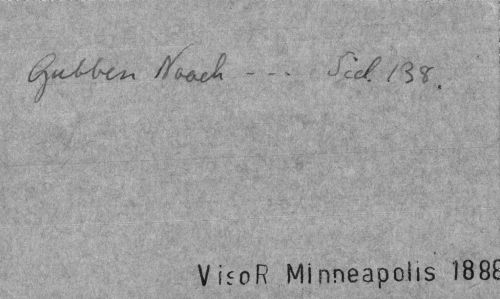 Gubben Noach - - - Sid. 138.
VisoR Minneapolis 1888